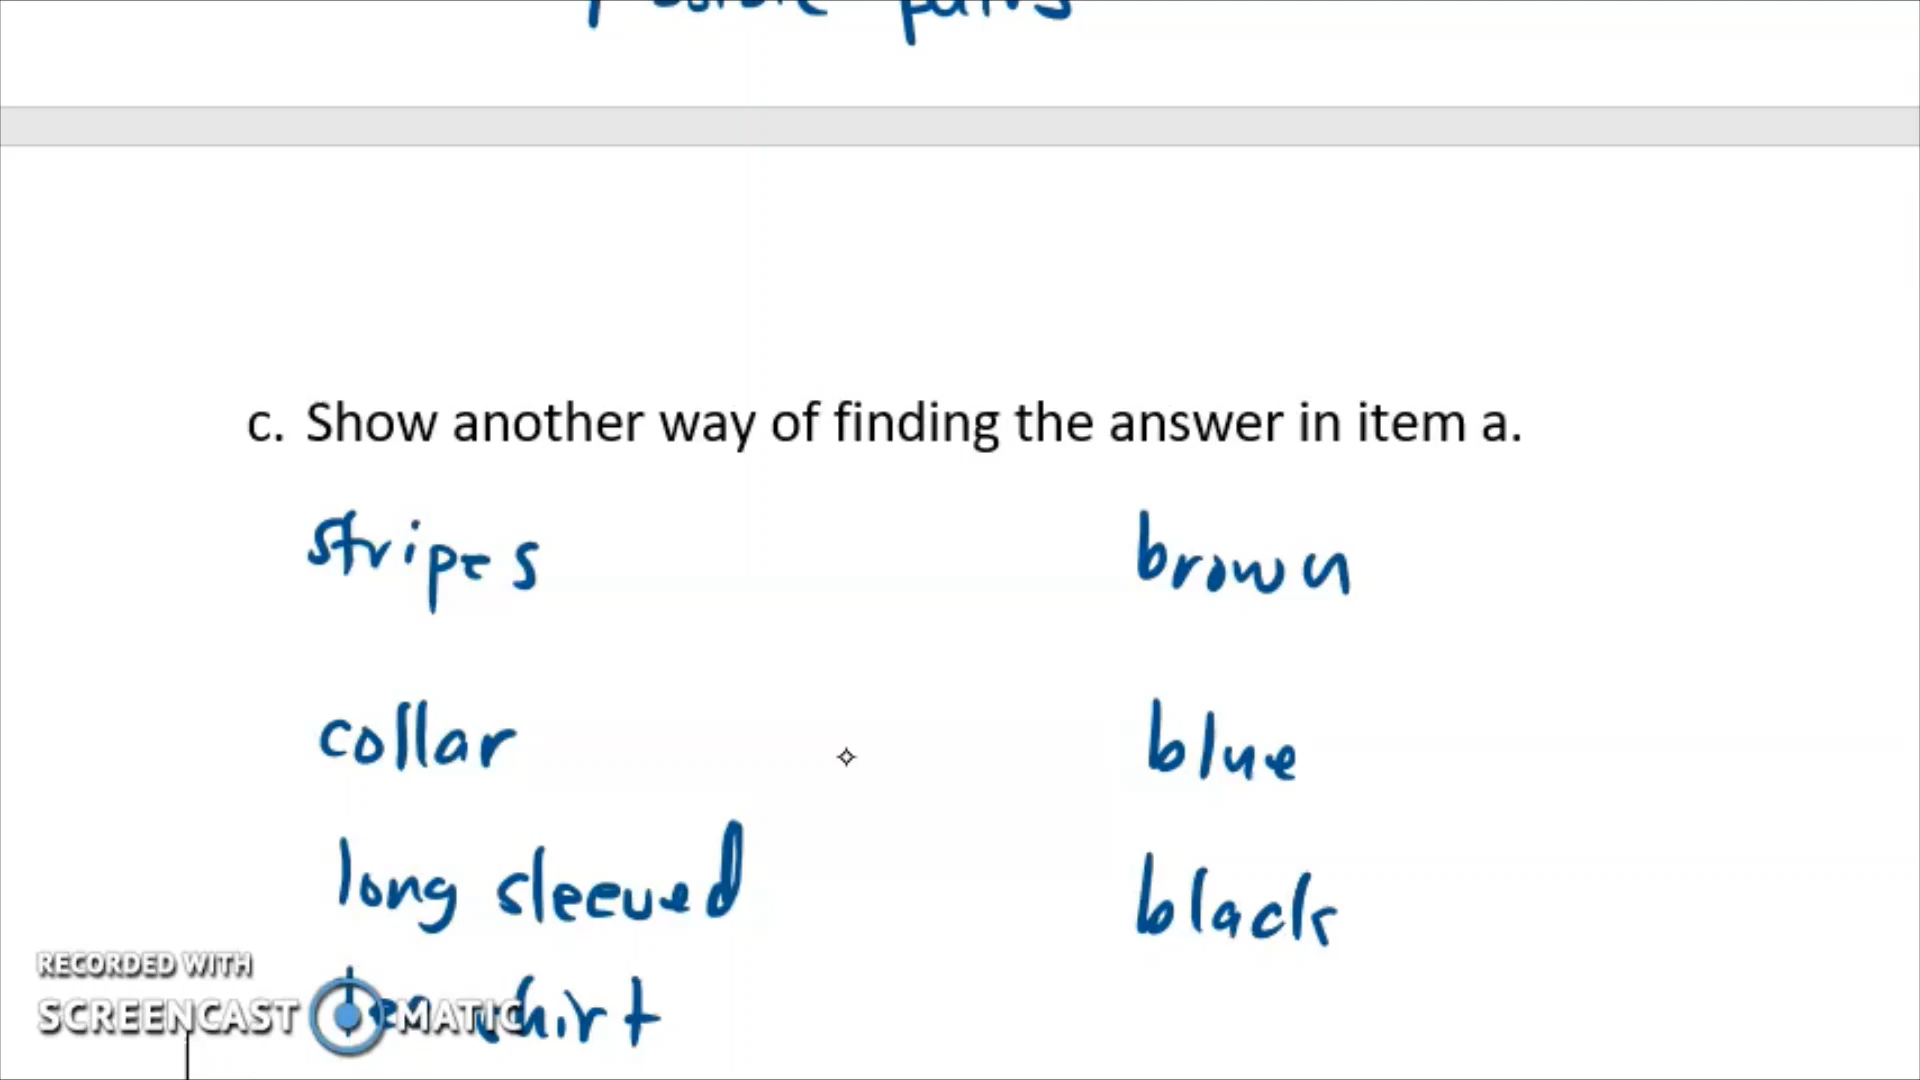 c. Show another way of finding the answer in item a.
stripes brown
collar blue
long sleeved black
RECORDED WITH
SCREENCAST MATIC